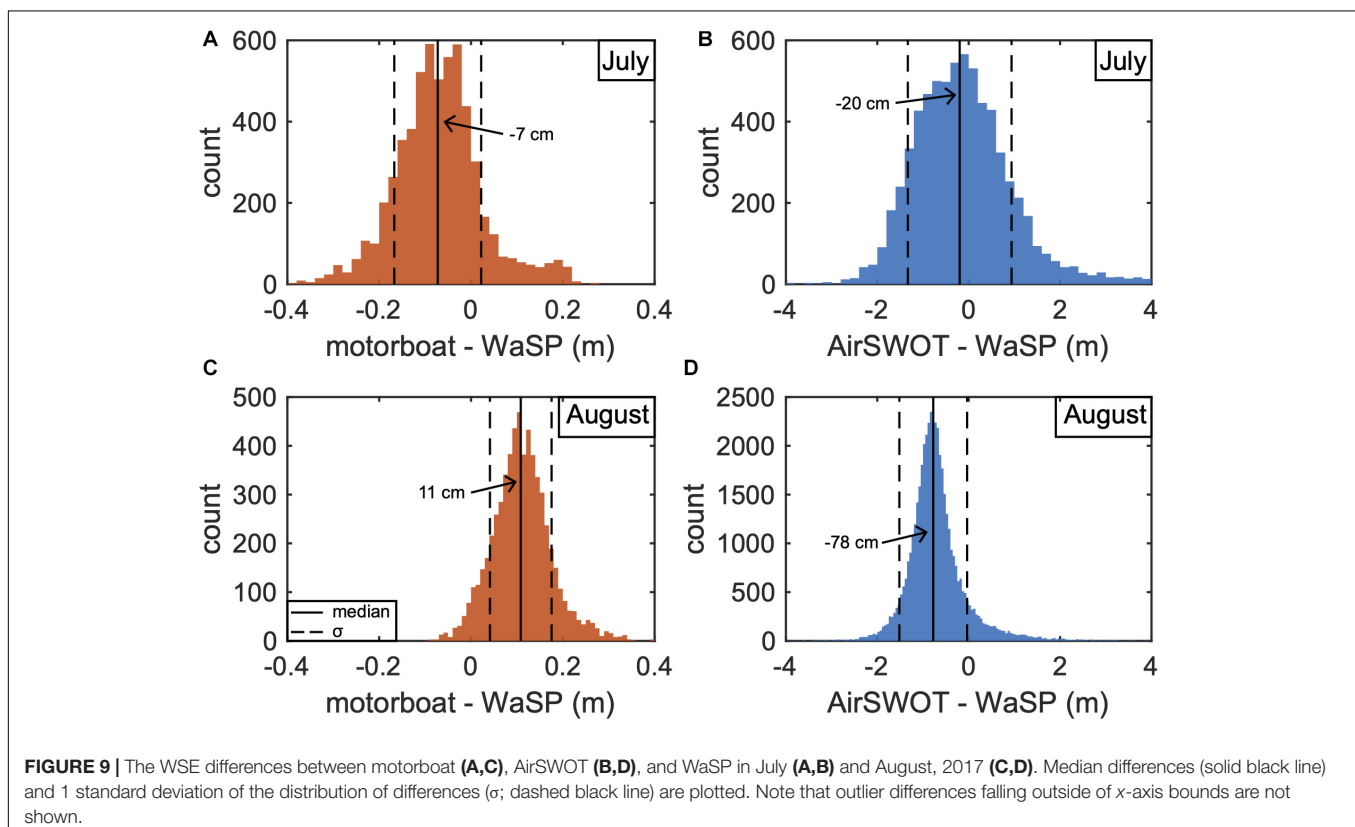 A
July
600
400
200
0
count
-7 cm
-0.4 -0.2 0 0.2 0.4
motorboat - WaSP (m)
B
July
600
400
200
0
count
-20 cm
-4 -2 0 2 4
AirSWOT - WaSP (m)
C
August
500
400
300
200
100
0
count
11 cm
median
σ
-0.4 -0.2 0 0.2 0.4
motorboat - WaSP (m)
D
August
2500
2000
1500
1000
500
0
count
-78 cm
-4 -2 0 2 4
AirSWOT - WaSP (m)
FIGURE 9 | The WSE differences between motorboat (A,C), AirSWOT (B,D), and WaSP in July (A,B) and August, 2017 (C,D). Median differences (solid black line)
and 1 standard deviation of the distribution of differences (σ; dashed black line) are plotted. Note that outlier differences falling outside of x-axis bounds are not
shown.